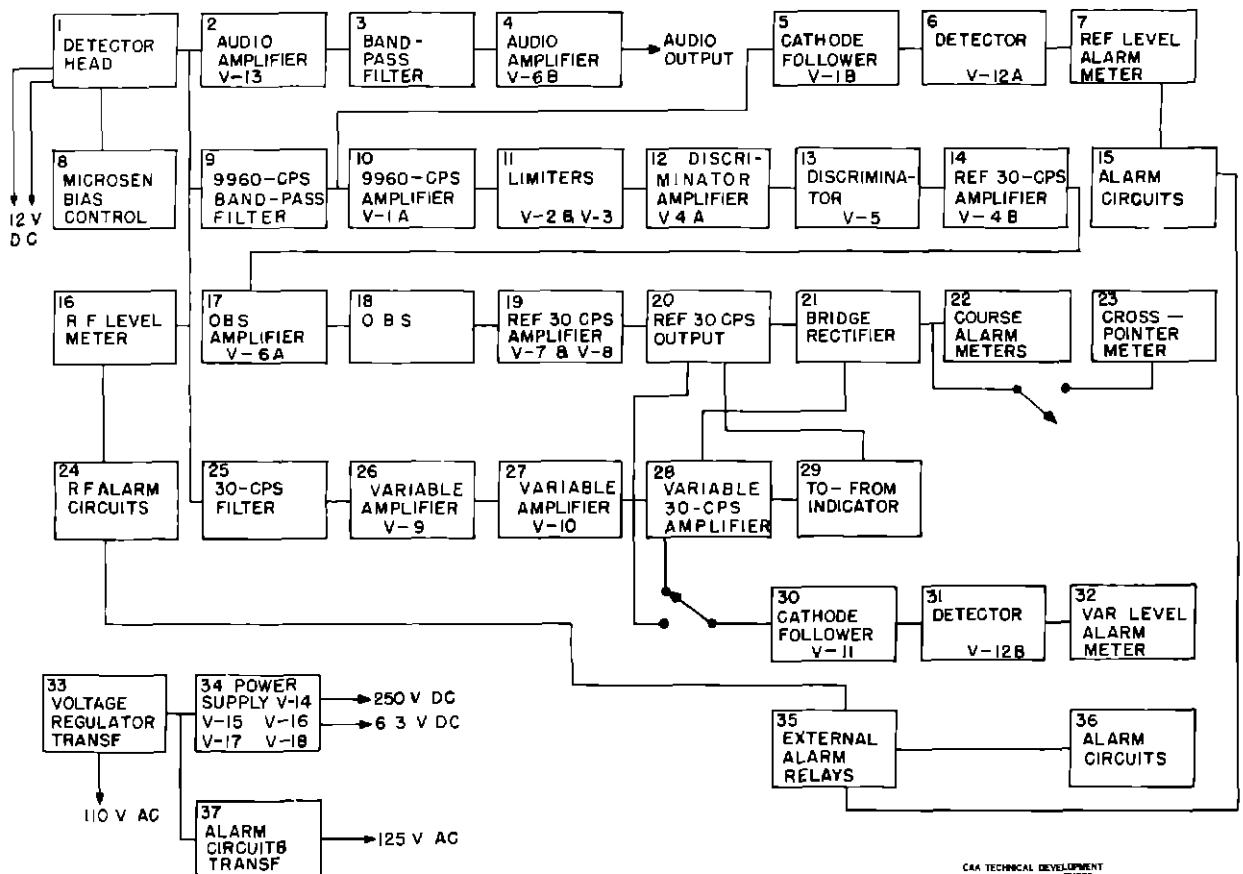 1
DETECTOR
HEAD
2
AUDIO
AMPLIFIER
V-13
3
BAND-
PASS
FILTER
4
AUDIO
AMPLIFIER
V-6B
AUDIO
OUTPUT
5
CATHODE
FOLLOWER
V-1B
6
DETECTOR
V-12A
7
REF LEVEL
ALARM
METER
12 V
D C
8
MICROSEN
BIAS
CONTROL
9
9960-CPS
BAND-PASS
FILTER
10
9960-CPS
AMPLIFIER
V-1A
11
LIMITERS
V-2 & V-3
12 DISCRI-
MINATOR
AMPLIFIER
V4A
13
DISCRIMINA-
TOR
V-5
14
REF 30-CPS
AMPLIFIER
V-4B
15
ALARM
CIRCUITS
16
R F LEVEL
METER
17
OBS
AMPLIFIER
V-6A
18
O B S
19
REF 30 CPS
AMPLIFIER
V-7 & V-8
20
REF 30 CPS
OUTPUT
21
BRIDGE
RECTIFIER
22
COURSE
ALARM
METERS
23
CROSS-
POINTER
METER
24
R F ALARM
CIRCUITS
25
30-CPS
FILTER
26
VARIABLE
AMPLIFIER
V-9
27
VARIABLE
AMPLIFIER
V-10
28
VARIABLE
30-CPS
AMPLIFIER
29
TO-FROM
INDICATOR
30
CATHODE
FOLLOWER
V-11
31
DETECTOR
V-12B
32
VAR LEVEL
ALARM
METER
33
VOLTAGE
REGULATOR
TRANSF
110 V AC
34 POWER
SUPPLY V-14
V-15 V-16
V-17 V-18
250 V DC
6 3 V DC
35
EXTERNAL
ALARM
RELAYS
36
ALARM
CIRCUITS
37
ALARM
CIRCUITS
TRANSF
125 V AC
CAA TECHNICAL DEVELOPMENT